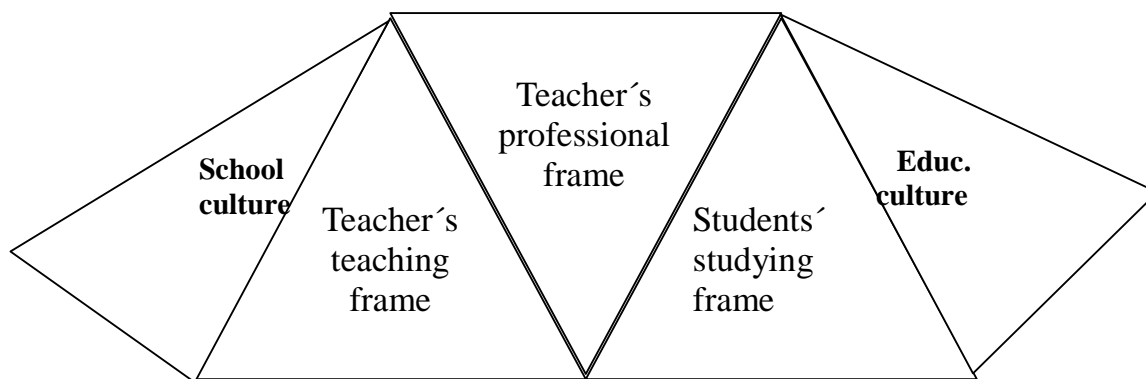 School
culture
Teacher´s
teaching
frame
Teacher´s
professional
frame
Students´
studying
frame
Educ.
culture